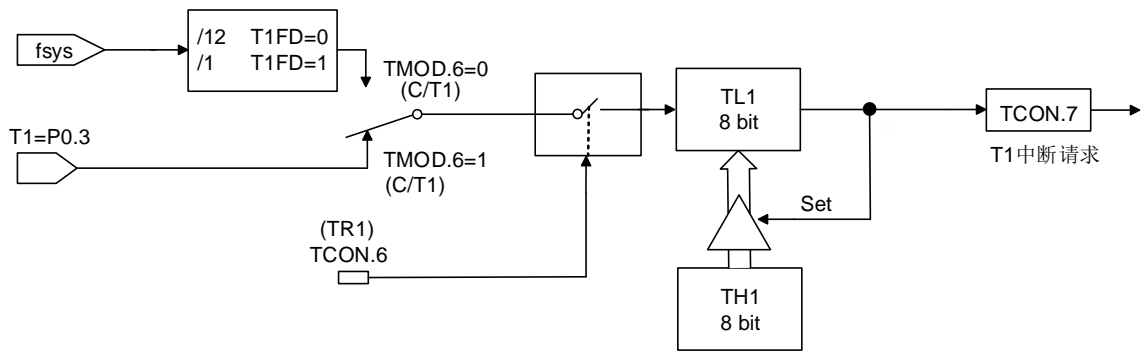 fsys
/12 T1FD=0
/1 T1FD=1
TMOD.6=0
(C/T1)
T1=P0.3
TMOD.6=1
(C/T1)
(TR1)
TCON.6
TL1
8 bit
TCON.7
T1中断请求
Set
TH1
8 bit